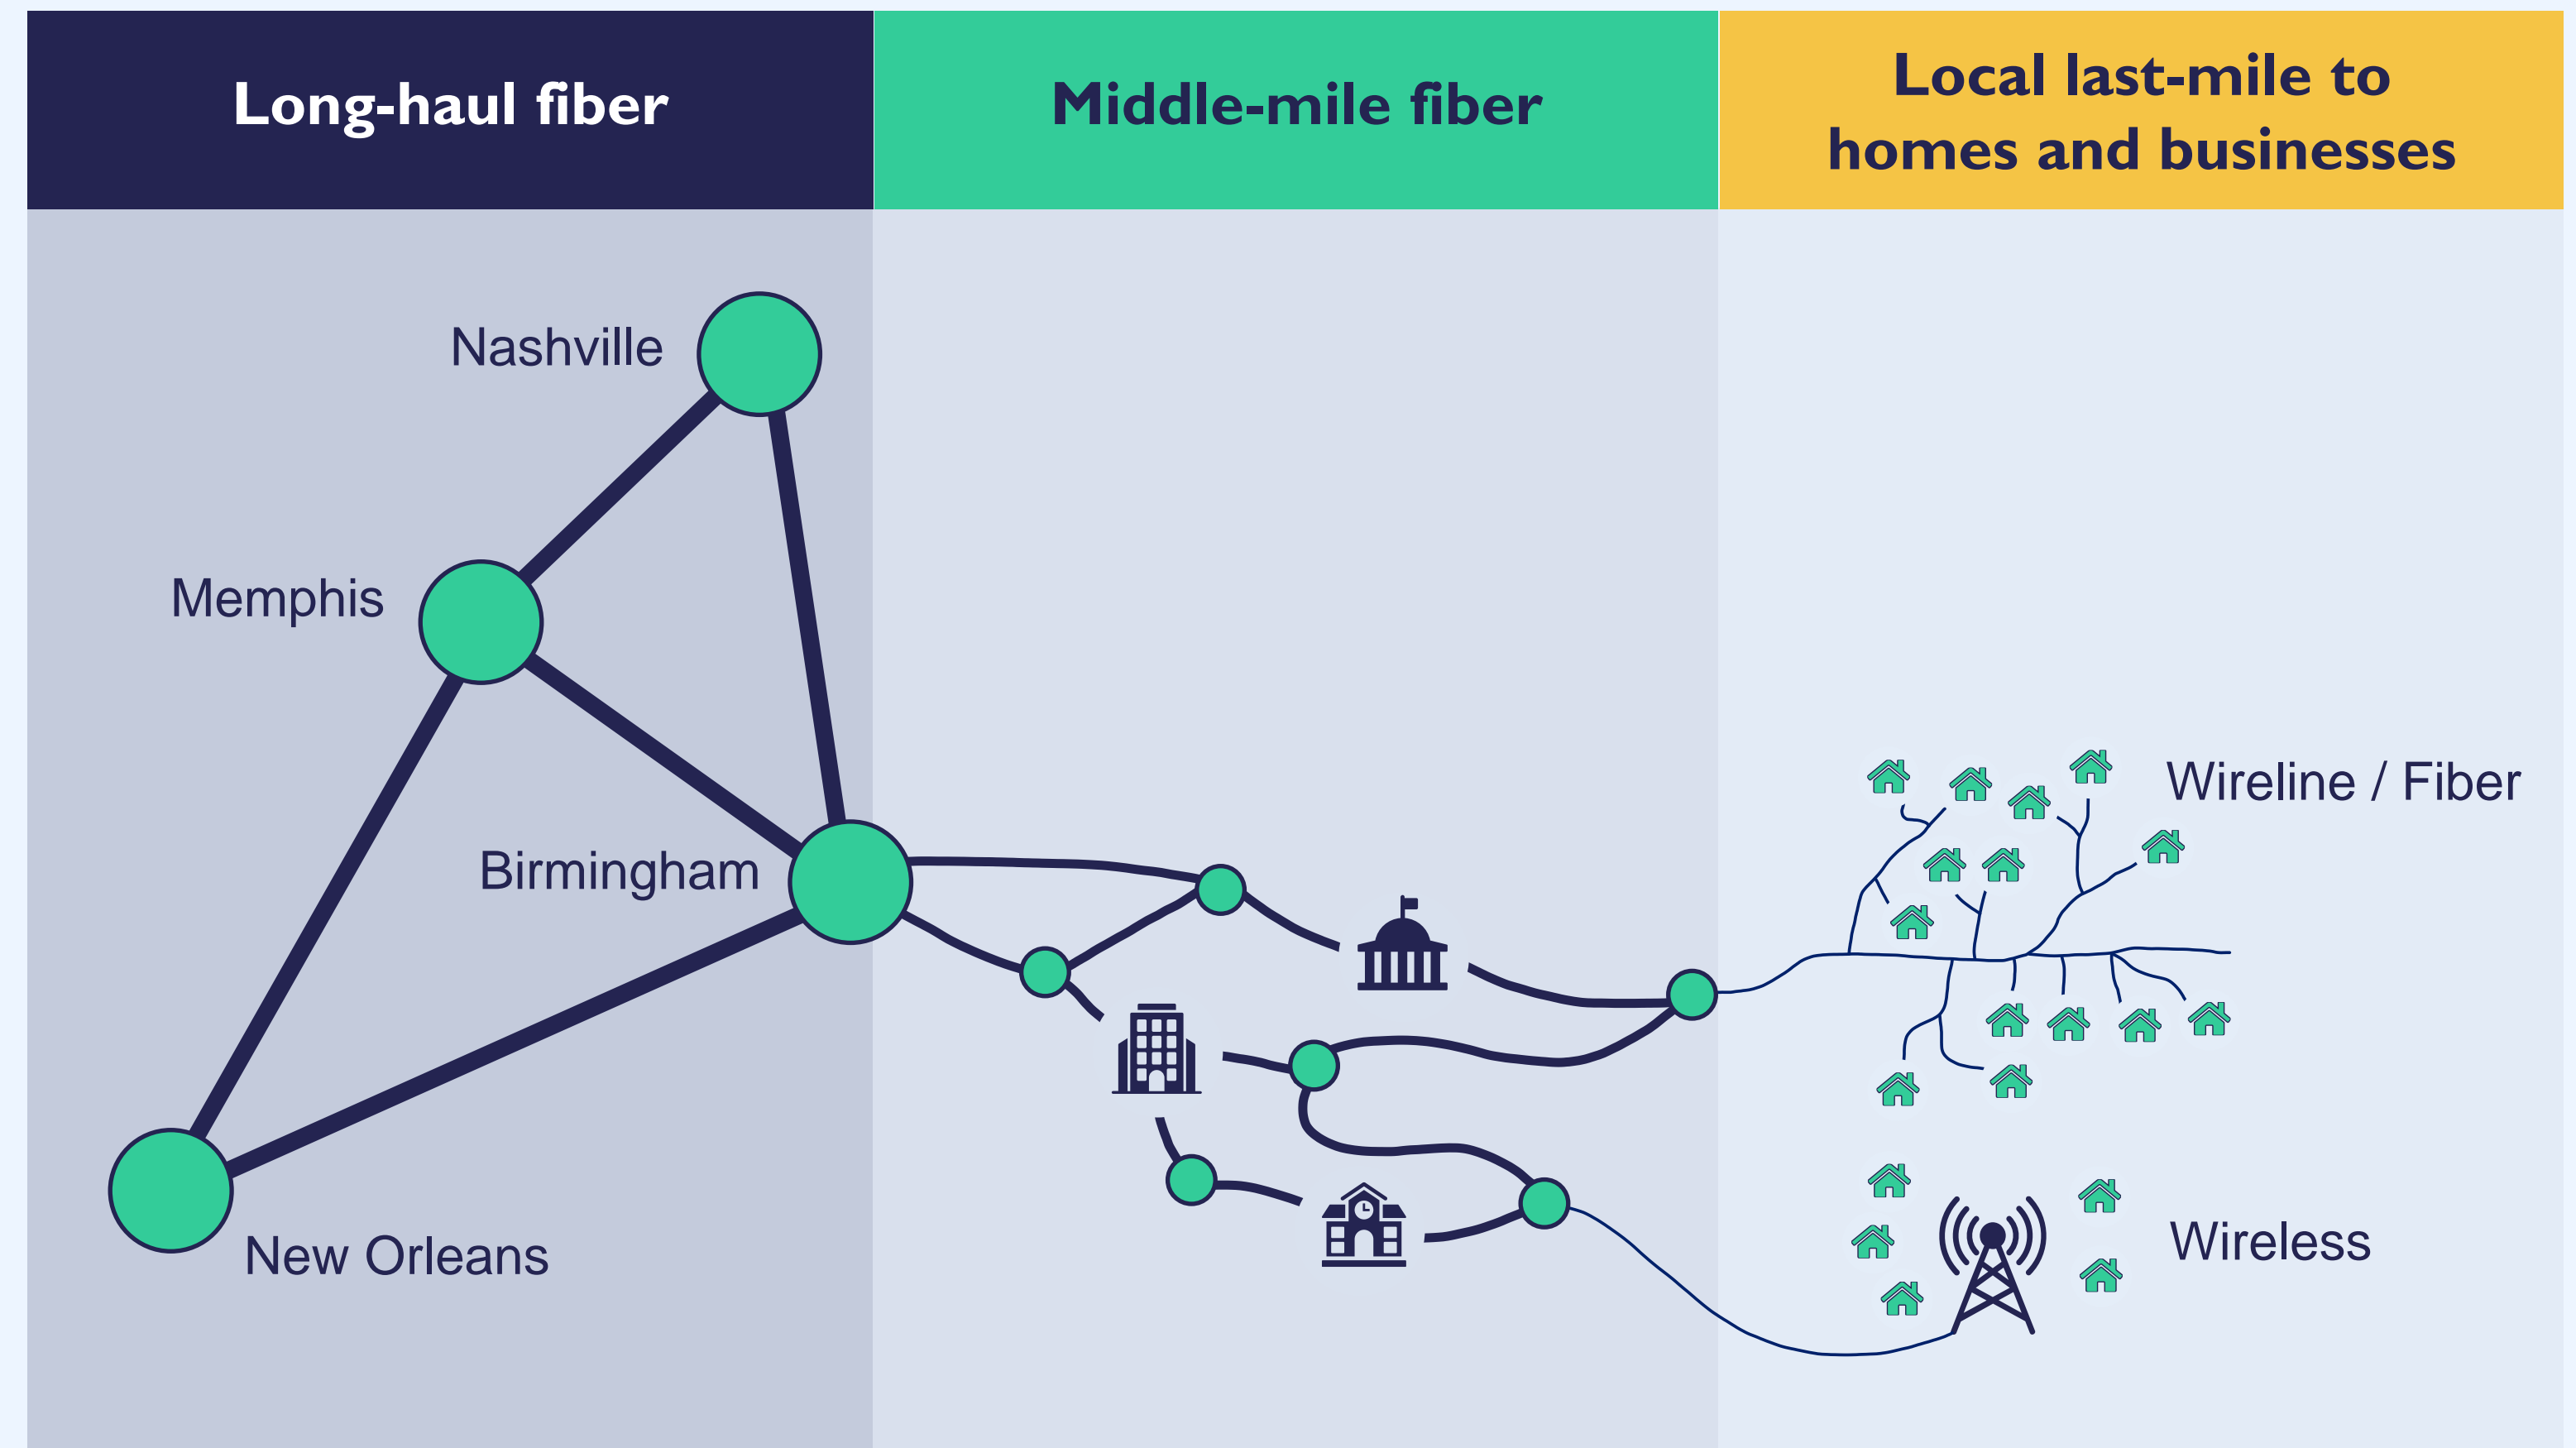 Long-haul fiber
Middle-mile fiber
Local last-mile to
homes and businesses
Nashville
Memphis
Birmingham
New Orleans
Wireline / Fiber
Wireless